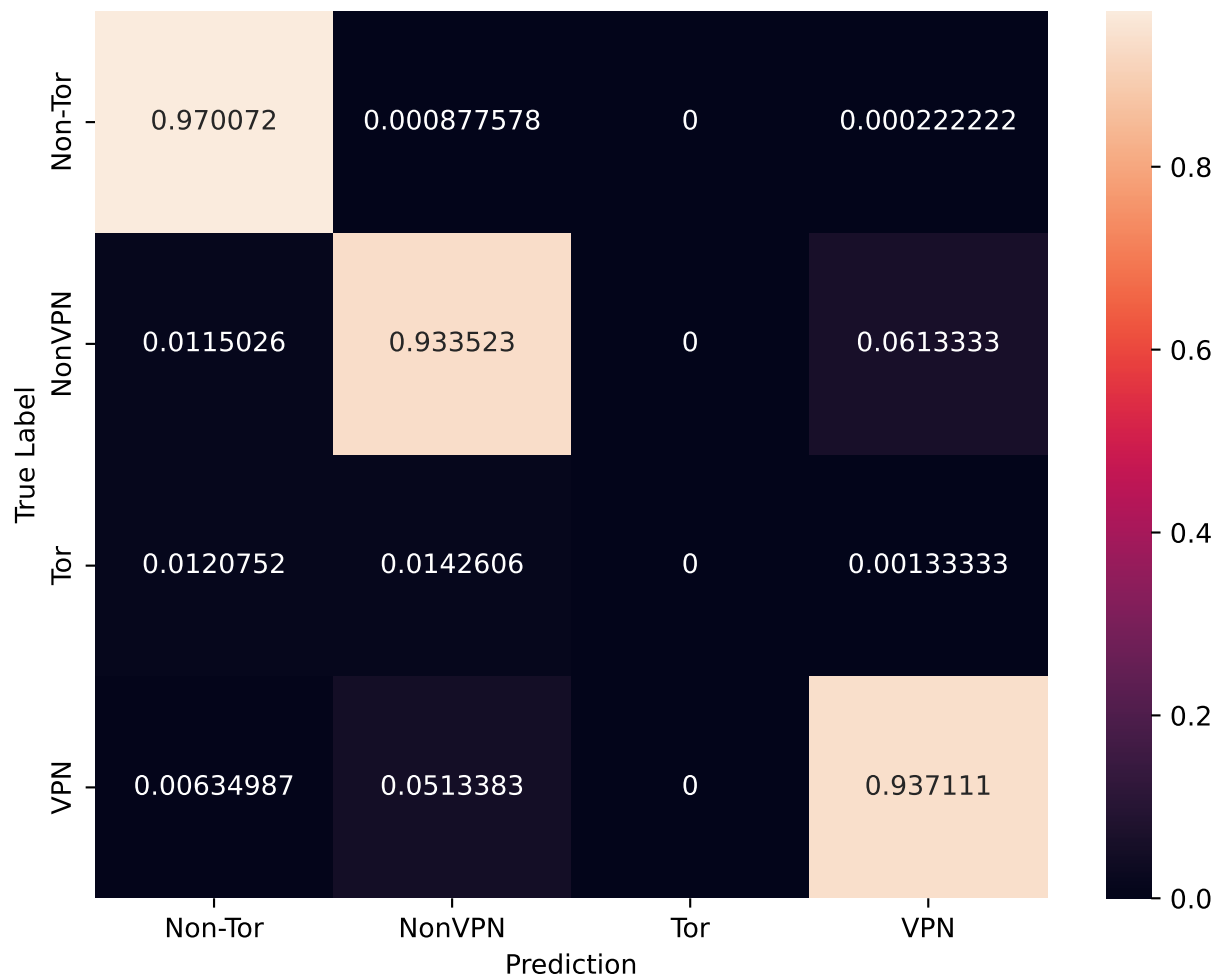 Non-Tor 0.970072 0.000877578 0 0.000222222
NonVPN 0.0115026 0.933523 0 0.0613333
Tor 0.0120752 0.0142606 0 0.00133333
VPN 0.00634987 0.0513383 0 0.937111
True Label
Non-Tor NonVPN Tor VPN
Prediction
0.8
0.6
0.4
0.2
0.0